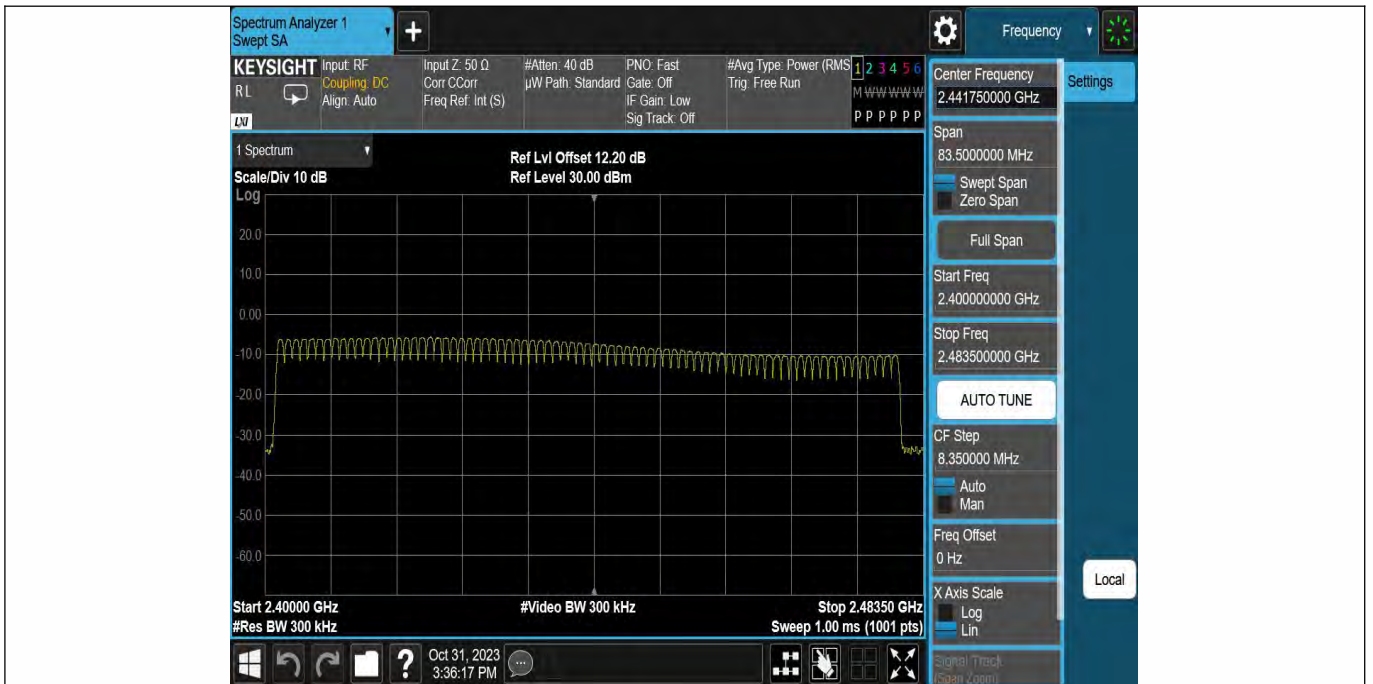 Spectrum Analyzer 1
Swept SA
+
Frequency
KEYSIGHT
RL
LXI
Input: RF
Coupling: DC
Align: Auto
Input Z: 50 Ω
Corr CCorr
Freq Ref: Int (S)
#Atten: 40 dB
µW Path: Standard
PNO: Fast
Gate: Off
IF Gain: Low
Sig Track: Off
#Avg Type: Power (RMS
Trig: Free Run
1 2 3 4 5 6
M W W W W W
P P P P P P
1 Spectrum
Scale/Div 10 dB
Ref Lvl Offset 12.20 dB
Ref Level 30.00 dBm
Log
20.0
10.0
0.00
-10.0
-20.0
-30.0
-40.0
-50.0
-60.0
Start 2.40000 GHz
#Res BW 300 kHz
#Video BW 300 kHz
Stop 2.48350 GHz
Sweep 1.00 ms (1001 pts)
Center Frequency
2.441750000 GHz
Settings
Span
83.5000000 MHz
Swept Span
Zero Span
Full Span
Start Freq
2.400000000 GHz
Stop Freq
2.483500000 GHz
AUTO TUNE
CF Step
8.350000 MHz
Auto
Man
Freq Offset
0 Hz
X Axis Scale
Log
Lin
Signal Track
(Span Zoom)
Local
?
Oct 31, 2023
3:36:17 PM